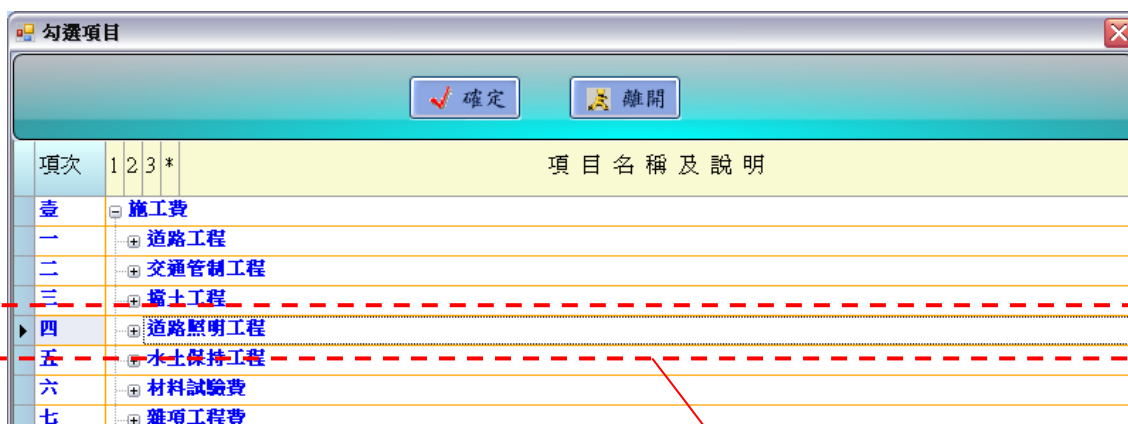 勾選項目
確定 離開
項次 1 2 3 * 項目名稱及說明
壹 施工費
一 道路工程
二 交通管制工程
三 擋土工程
四 道路照明工程
五 水土保持工程
六 材料試驗費
七 雜項工程費